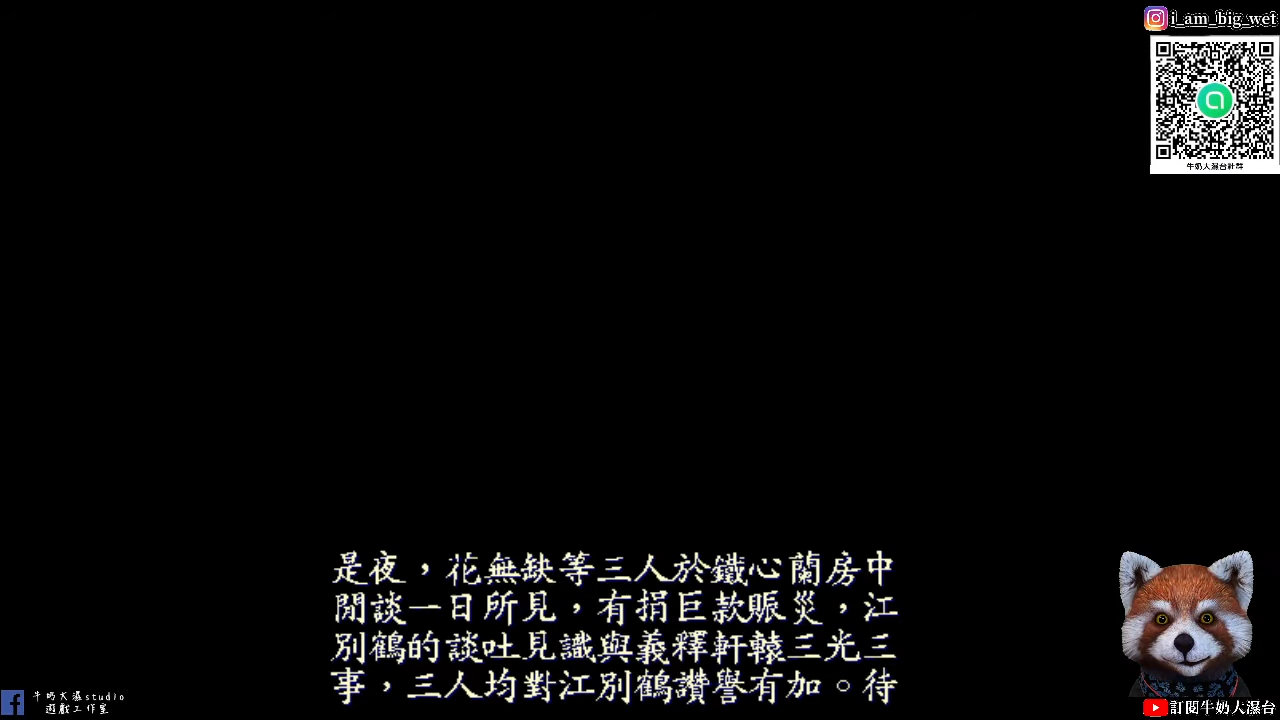 i_am_big_wet
牛奶大濕台社群
是夜，花無缺等三人於鐵心蘭房中
閒談一日所見，有捐巨款賑災，江
別鶴的談吐見識與義釋軒轅三光三
事，三人均對江別鶴讚譽有加。待
牛奶大濕studio
遊戲工作室
訂閱牛奶大濕台